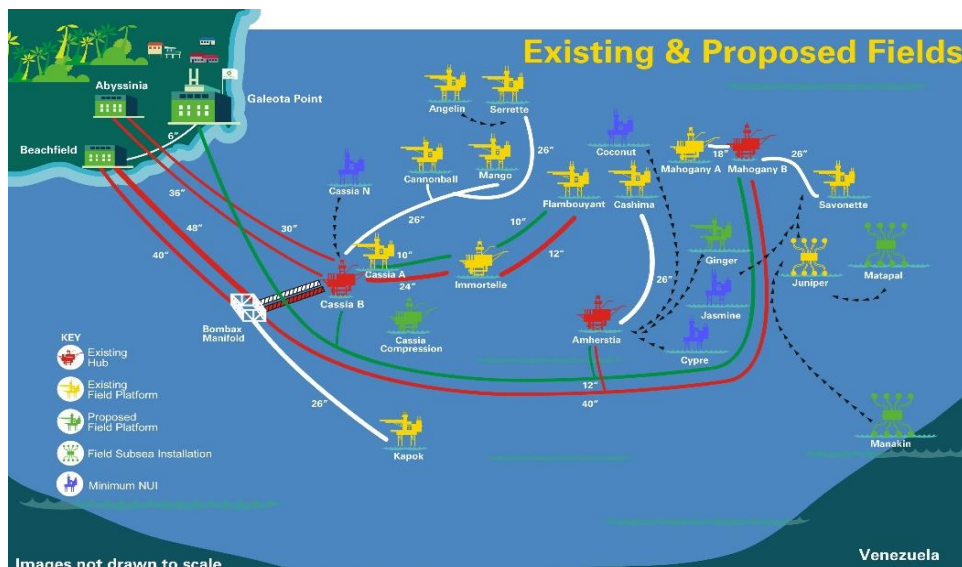 Existing & Proposed Fields
Abyssinia
Galeota Point
6"
Beachfield
36"
48"
40"
30"
Angelin
Serrette
26"
Cannonball
Mango
Cassia N
26"
Coconut
Mahogany A
18"
Mahogany B
26"
Savonette
Flambouyant
Cashima
10"
10"
Cassia A
12"
Immortelle
24"
Cassia B
Ginger
26"
Juniper
Matapal
Jasmine
Bombax
Manifold
Cassia
Compression
Amherstia
Cypre
12"
40"
26"
Kapok
Manakin
KEY
Existing
Hub
Existing
Field Platform
Proposed
Field Platform
Field Subsea Installation
Minimum NUI
Images not drawn to scale
Venezuela